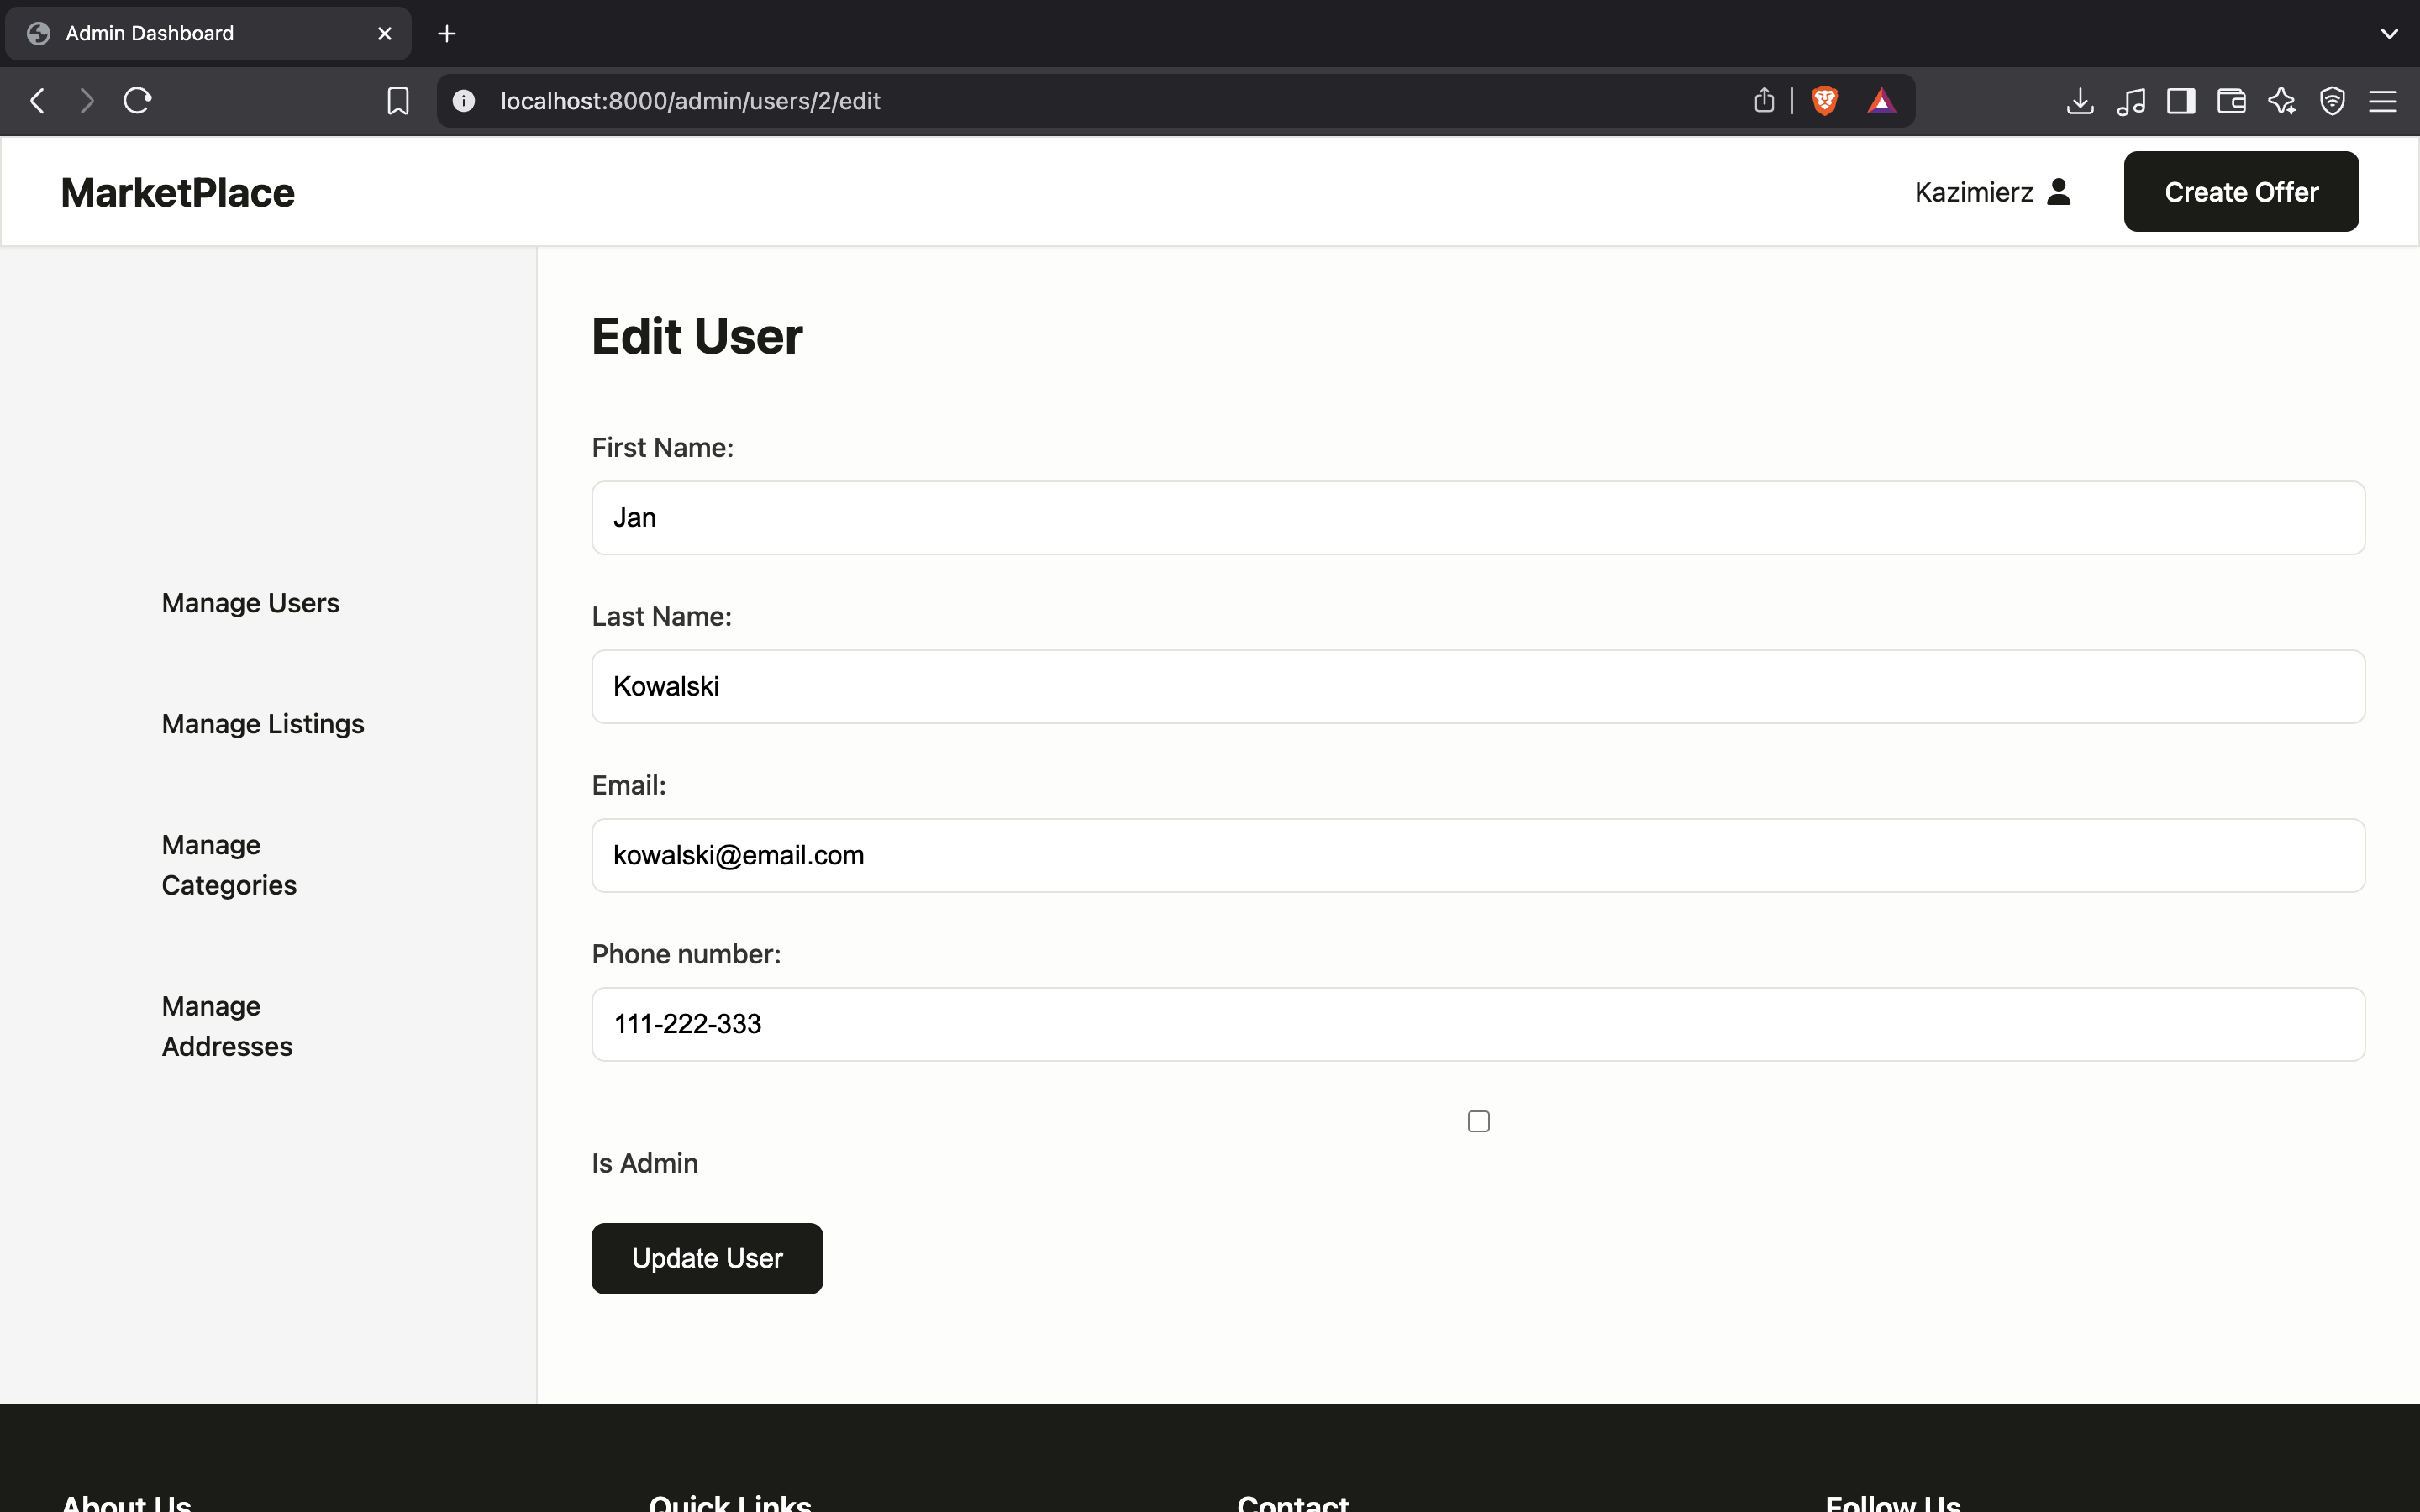 Admin Dashboard
localhost:8000/admin/users/2/edit
MarketPlace
Kazimierz
Create Offer
Manage Users
Manage Listings
Manage
Categories
Manage
Addresses
Edit User
First Name:
Jan
Last Name:
Kowalski
Email:
kowalski@email.com
Phone number:
111-222-333
Is Admin
Update User
About Us
Quick Links
Contact
Follow Us